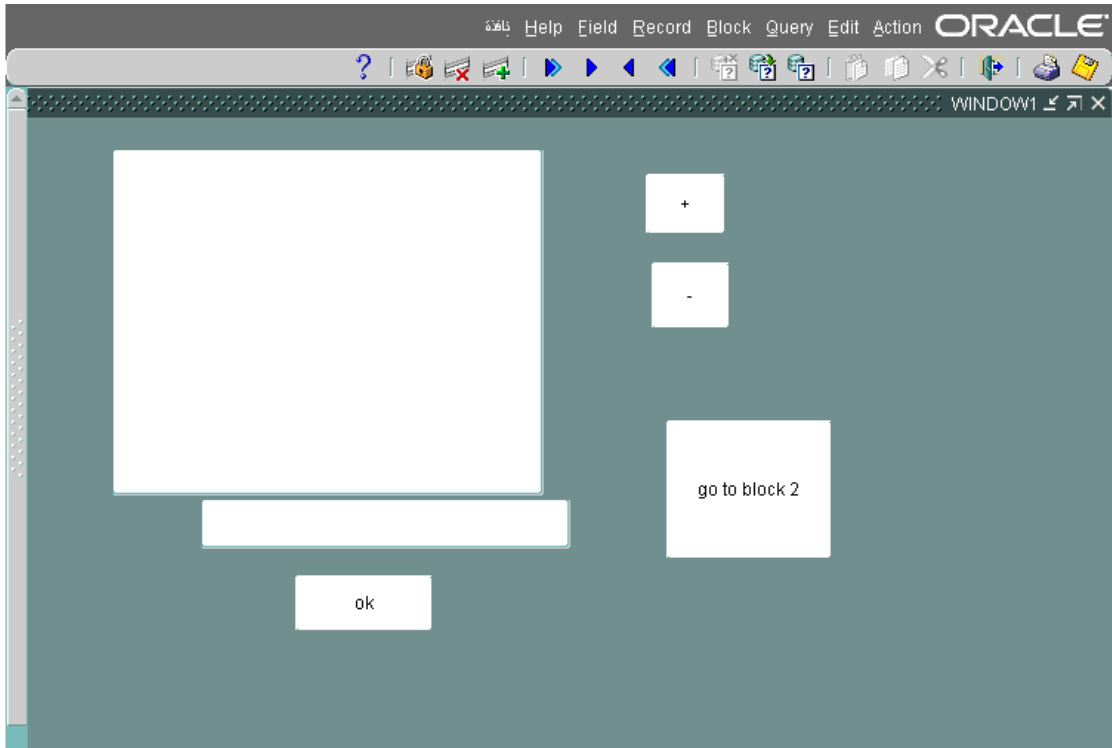 نافذة Help Field Record Block Query Edit Action ORACLE
WINDOW1
+
-
go to block 2
ok